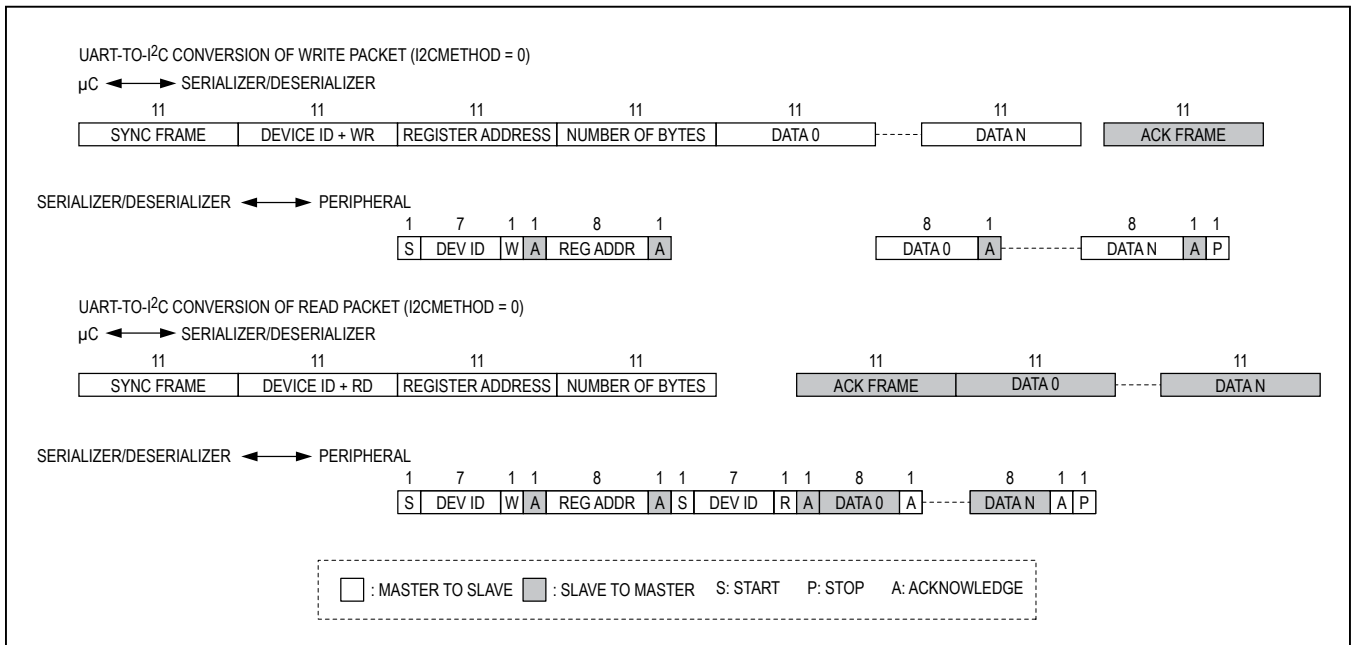 UART-TO-I2C CONVERSION OF WRITE PACKET (I2CMETHOD = 0)
µC SERIALIZER/DESERIALIZER
11 11 11 11 11 11 11
SYNC FRAME DEVICE ID + WR REGISTER ADDRESS NUMBER OF BYTES DATA 0 DATA N ACK FRAME
SERIALIZER/DESERIALIZER PERIPHERAL
1 7 1 1 8 1 8 1 8 1 1
S DEV ID W A REG ADDR A DATA 0 A DATA N A P
UART-TO-I2C CONVERSION OF READ PACKET (I2CMETHOD = 0)
µC SERIALIZER/DESERIALIZER
11 11 11 11 11 11 11
SYNC FRAME DEVICE ID + RD REGISTER ADDRESS NUMBER OF BYTES ACK FRAME DATA 0 DATA N
SERIALIZER/DESERIALIZER PERIPHERAL
1 7 1 1 8 1 1 7 1 1 8 1 8 1 1
S DEV ID W A REG ADDR A S DEV ID R A DATA 0 A DATA N A P
: MASTER TO SLAVE : SLAVE TO MASTER S: START P: STOP A: ACKNOWLEDGE